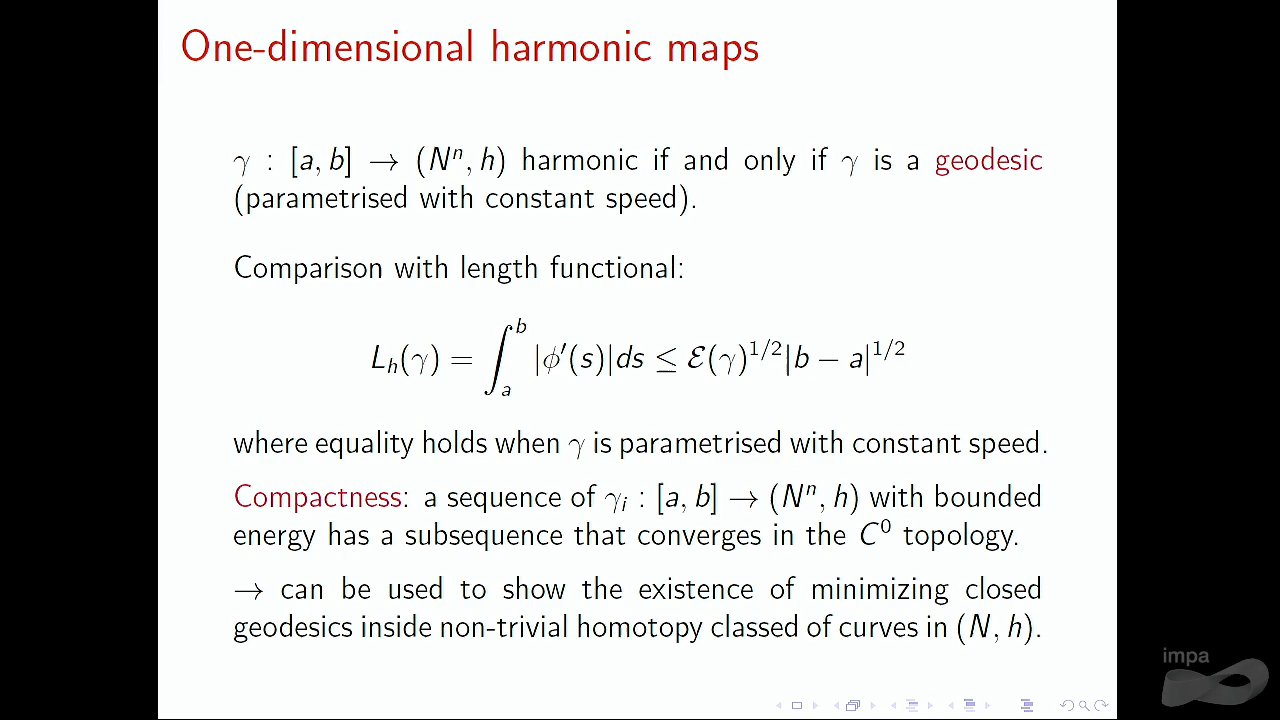 One-dimensional harmonic maps
γ : [a, b] → (Nⁿ, h) harmonic if and only if γ is a geodesic
(parametrised with constant speed).
Comparison with length functional:
L_h(γ) = ∫_a^b |ϕ′(s)|ds ≤ ℰ(γ)^{1/2}|b − a|^{1/2}
where equality holds when γ is parametrised with constant speed.
Compactness: a sequence of γ_i : [a, b] → (Nⁿ, h) with bounded
energy has a subsequence that converges in the C⁰ topology.
→ can be used to show the existence of minimizing closed
geodesics inside non-trivial homotopy classed of curves in (N, h).
impa